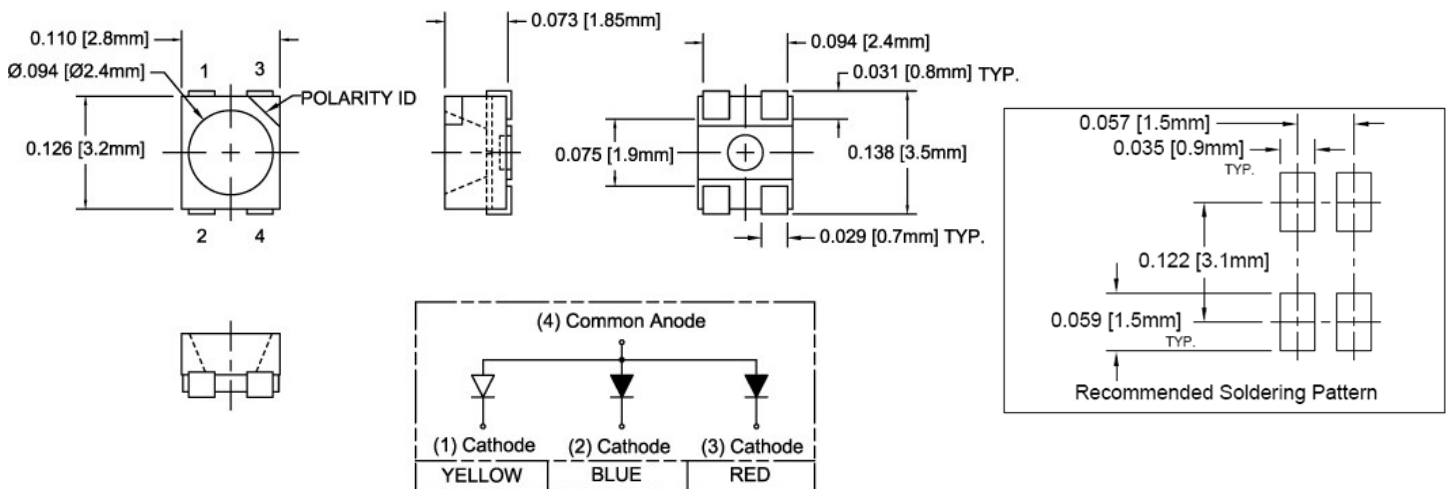 0.110 [2.8mm]
Ø.094 [Ø2.4mm]
1
3
POLARITY ID
0.126 [3.2mm]
2
4
0.073 [1.85mm]
0.094 [2.4mm]
0.031 [0.8mm] TYP.
0.075 [1.9mm]
0.138 [3.5mm]
0.029 [0.7mm] TYP.
(4) Common Anode
(1) Cathode
(2) Cathode
(3) Cathode
YELLOW
BLUE
RED
0.057 [1.5mm]
0.035 [0.9mm]
TYP.
0.122 [3.1mm]
0.059 [1.5mm]
TYP.
Recommended Soldering Pattern